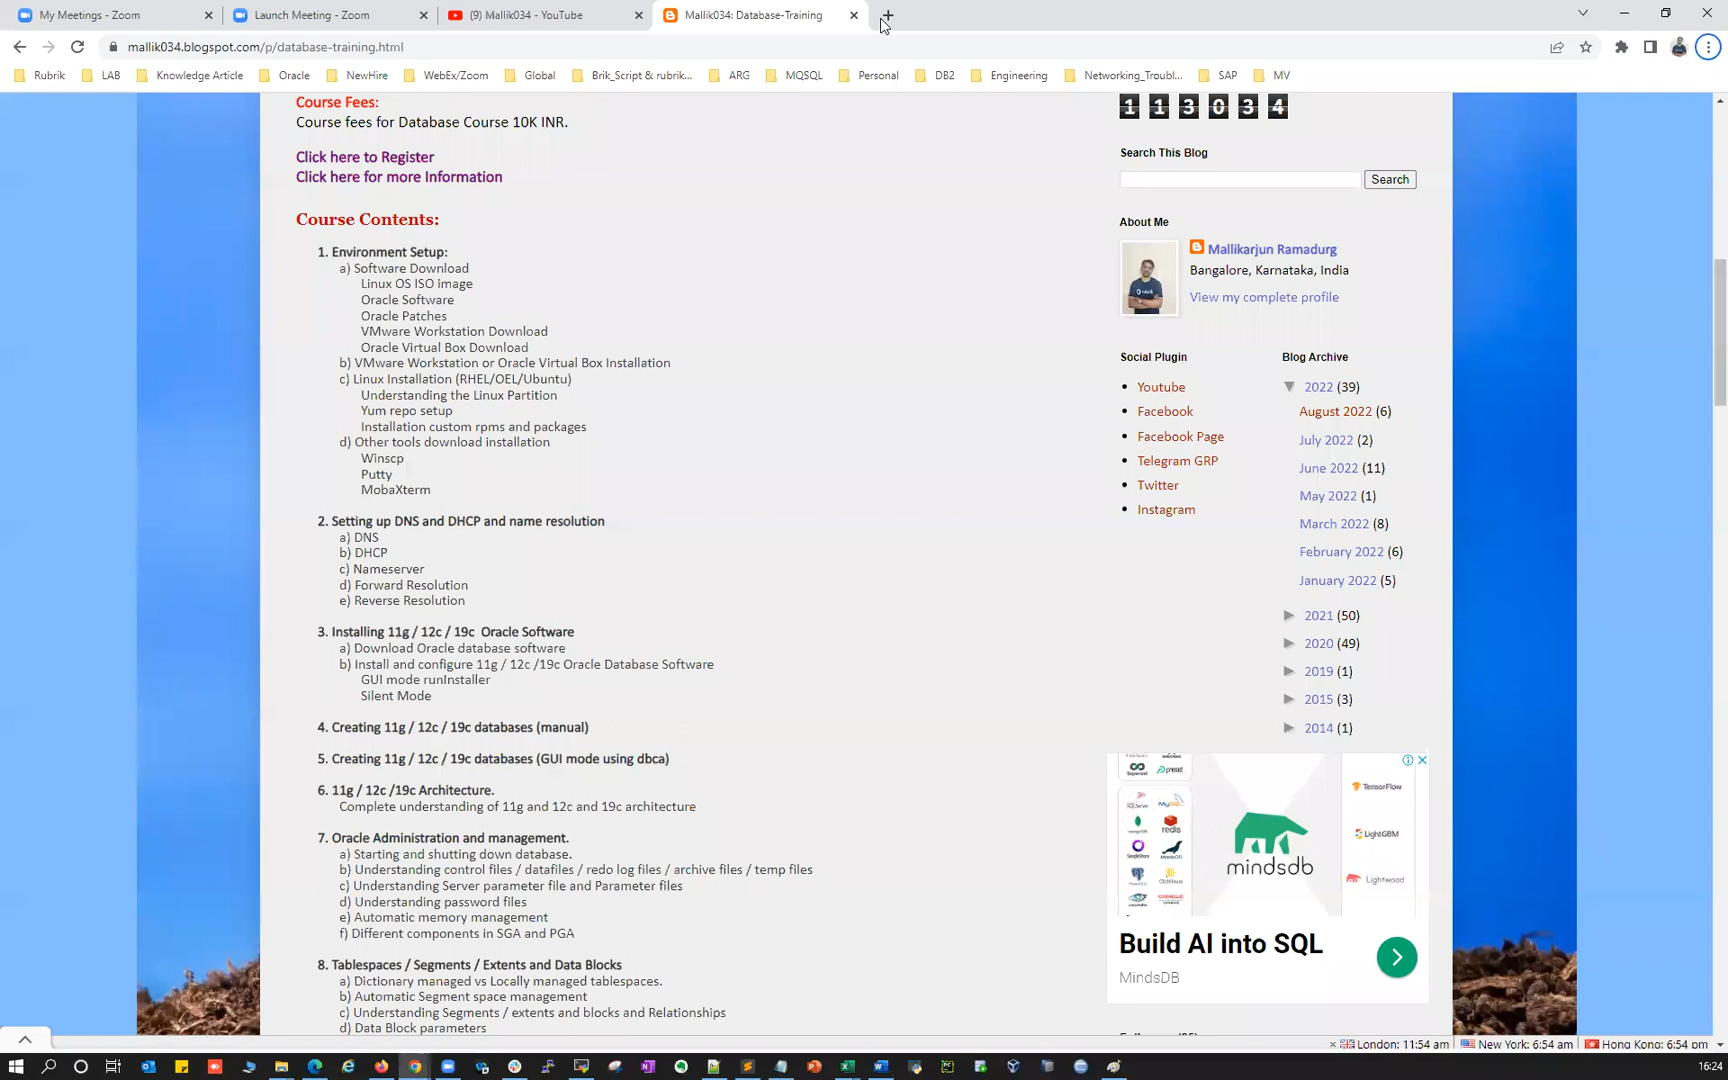 My Meetings - Zoom
Launch Meeting - Zoom
(9) Mallik034 - YouTube
Mallik034: Database-Training
mallik034.blogspot.com/p/database-training.html
Rubrik
LAB
Knowledge Article
Oracle
NewHire
WebEx/Zoom
Global
Brik_Script & rubrik...
ARG
MQSQL
Personal
DB2
Engineering
Networking_Troubl...
SAP
MV
Course Fees:
Course fees for Database Course 10K INR.
Click here to Register
Click here for more Information
Course Contents:
1. Environment Setup:
a) Software Download
Linux OS ISO image
Oracle Software
Oracle Patches
VMware Workstation Download
Oracle Virtual Box Download
b) VMware Workstation or Oracle Virtual Box Installation
c) Linux Installation (RHEL/OEL/Ubuntu)
Understanding the Linux Partition
Yum repo setup
Installation custom rpms and packages
d) Other tools download installation
Winscp
Putty
MobaXterm
2. Setting up DNS and DHCP and name resolution
a) DNS
b) DHCP
c) Nameserver
d) Forward Resolution
e) Reverse Resolution
3. Installing 11g / 12c / 19c Oracle Software
a) Download Oracle database software
b) Install and configure 11g / 12c /19c Oracle Database Software
GUI mode runInstaller
Silent Mode
4. Creating 11g / 12c / 19c databases (manual)
5. Creating 11g / 12c / 19c databases (GUI mode using dbca)
6. 11g / 12c /19c Architecture.
Complete understanding of 11g and 12c and 19c architecture
7. Oracle Administration and management.
a) Starting and shutting down database.
b) Understanding control files / datafiles / redo log files / archive files / temp files
c) Understanding Server parameter file and Parameter files
d) Understanding password files
e) Automatic memory management
f) Different components in SGA and PGA
8. Tablespaces / Segments / Extents and Data Blocks
a) Dictionary managed vs Locally managed tablespaces.
b) Automatic Segment space management
c) Understanding Segments / extents and blocks and Relationships
d) Data Block parameters
1 1 3 0 3 4
Search This Blog
Search
About Me
Mallikarjun Ramadurg
Bangalore, Karnataka, India
View my complete profile
Social Plugin
Youtube
Facebook
Facebook Page
Telegram GRP
Twitter
Instagram
Blog Archive
2022 (39)
August 2022 (6)
July 2022 (2)
June 2022 (11)
May 2022 (1)
March 2022 (8)
February 2022 (6)
January 2022 (5)
2021 (50)
2020 (49)
2019 (1)
2015 (3)
2014 (1)
preset
MySQL
redis
mindsdb
TensorFlow
LightGBM
Lightwood
Build AI into SQL
MindsDB
London: 11:54 am
New York: 6:54 am
Hong Kong: 6:54 pm
16:24